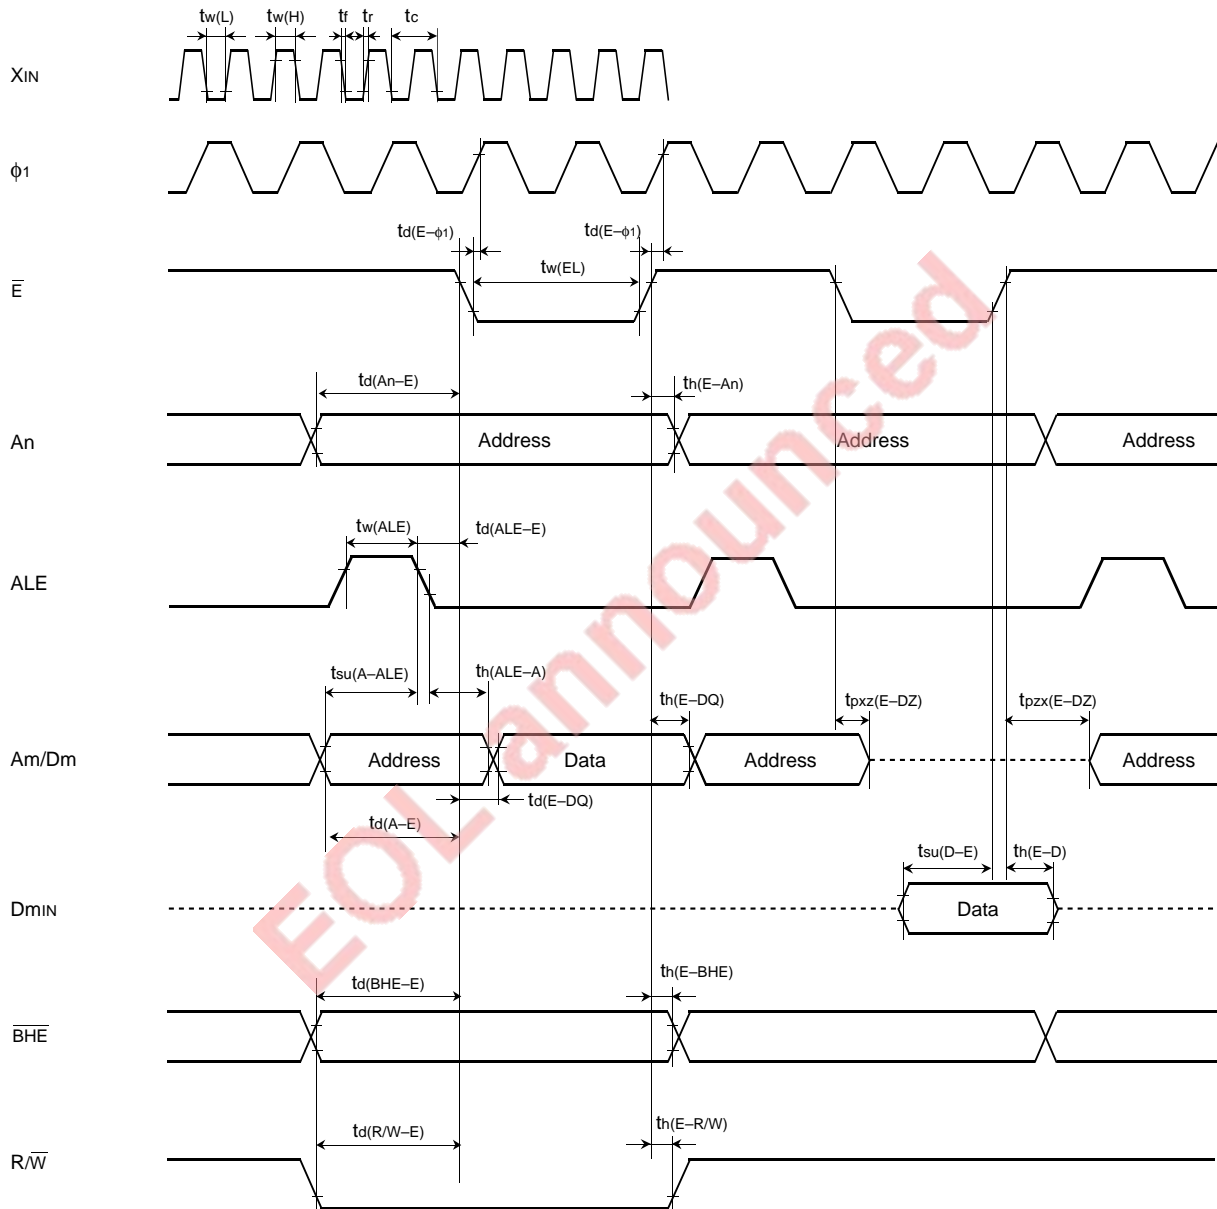 tw(L) tw(H) tf tr tc
XIN
ϕ1
td(E–ϕ1) td(E–ϕ1)
tw(EL)
E̅
td(An–E) th(E–An)
An Address Address Address
tw(ALE) td(ALE–E)
ALE
tsu(A–ALE) th(ALE–A) th(E–DQ) tpxz(E–DZ) tpzx(E–DZ)
Am/Dm Address Data Address Address
td(E–DQ)
td(A–E)
tsu(D–E) th(E–D)
DmIN Data
td(BHE–E) th(E–BHE)
B̅H̅E̅
td(R/W–E) th(E–R/W)
R/W̅
EOL announced